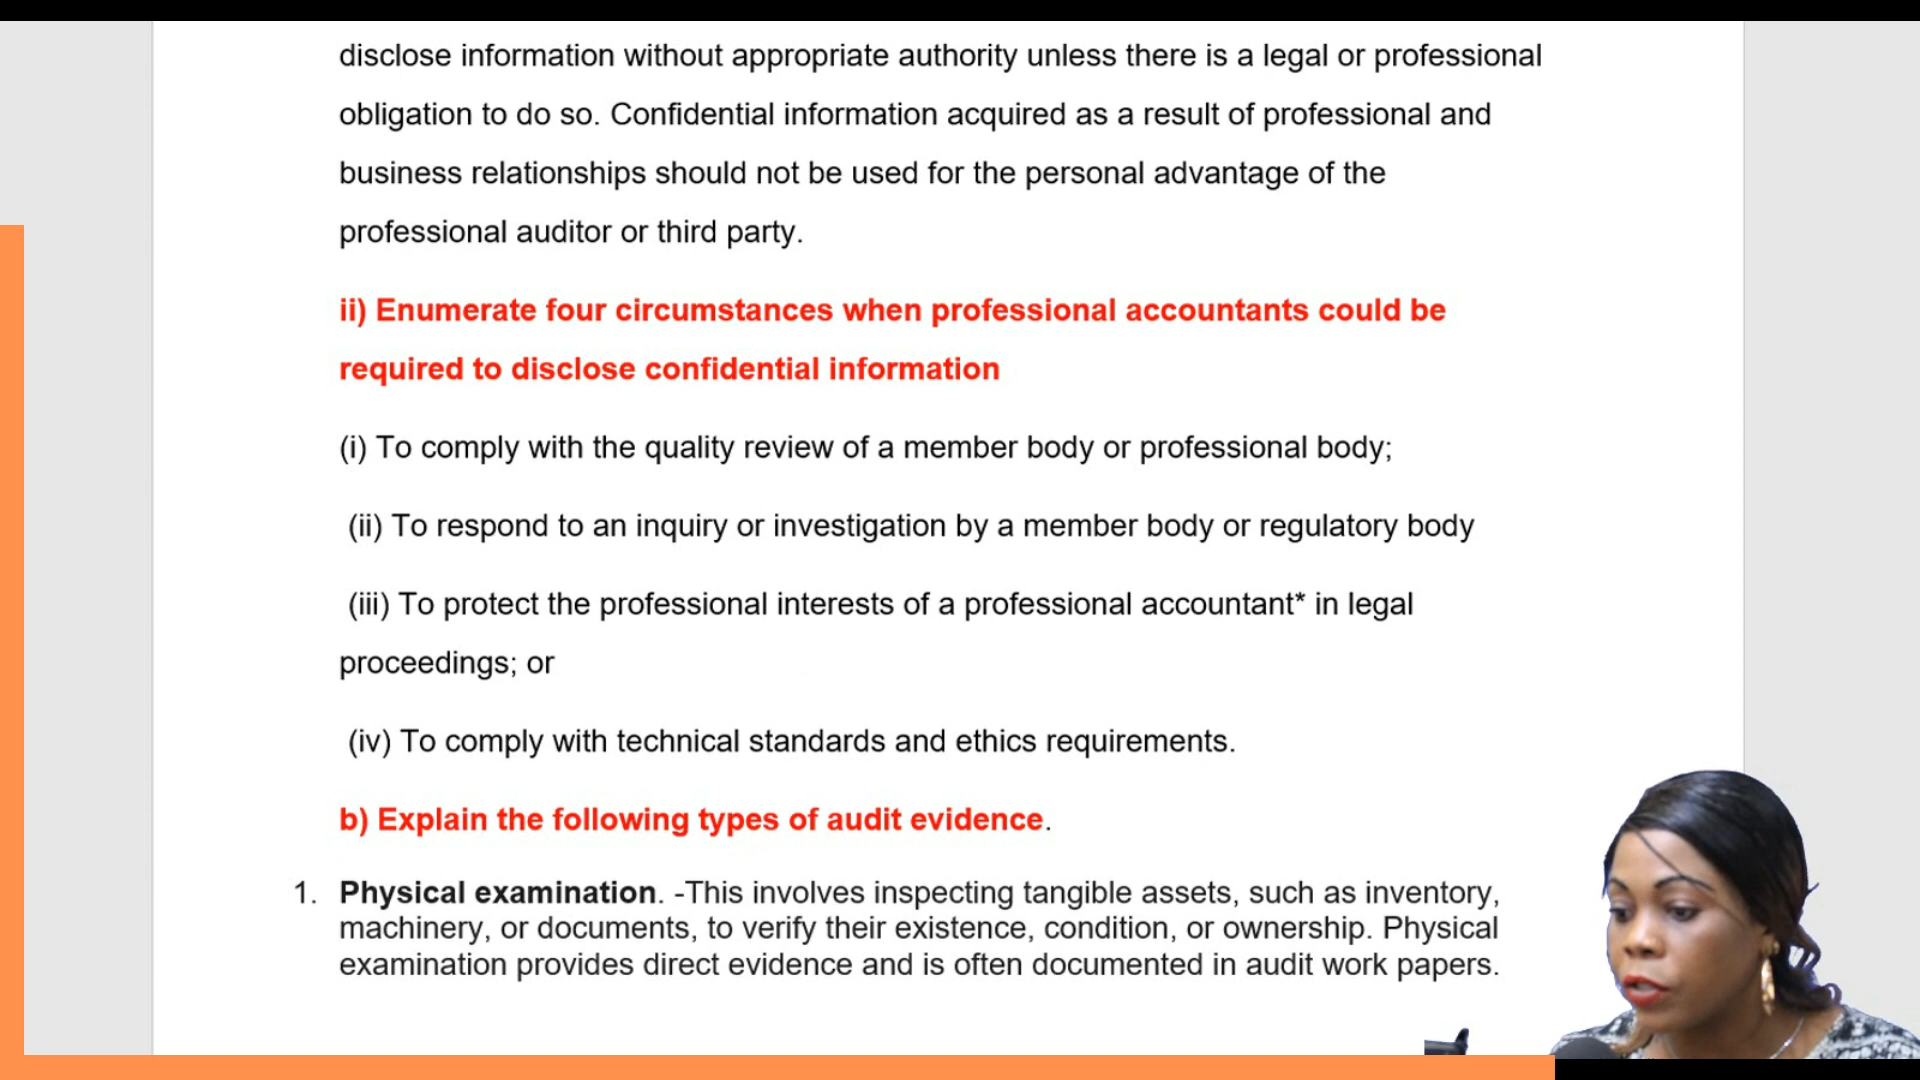 disclose information without appropriate authority unless there is a legal or professional
obligation to do so. Confidential information acquired as a result of professional and
business relationships should not be used for the personal advantage of the
professional auditor or third party.
ii) Enumerate four circumstances when professional accountants could be
required to disclose confidential information
(i) To comply with the quality review of a member body or professional body;
(ii) To respond to an inquiry or investigation by a member body or regulatory body
(iii) To protect the professional interests of a professional accountant* in legal
proceedings; or
(iv) To comply with technical standards and ethics requirements.
b) Explain the following types of audit evidence.
1. Physical examination. -This involves inspecting tangible assets, such as inventory,
machinery, or documents, to verify their existence, condition, or ownership. Physical
examination provides direct evidence and is often documented in audit work papers.